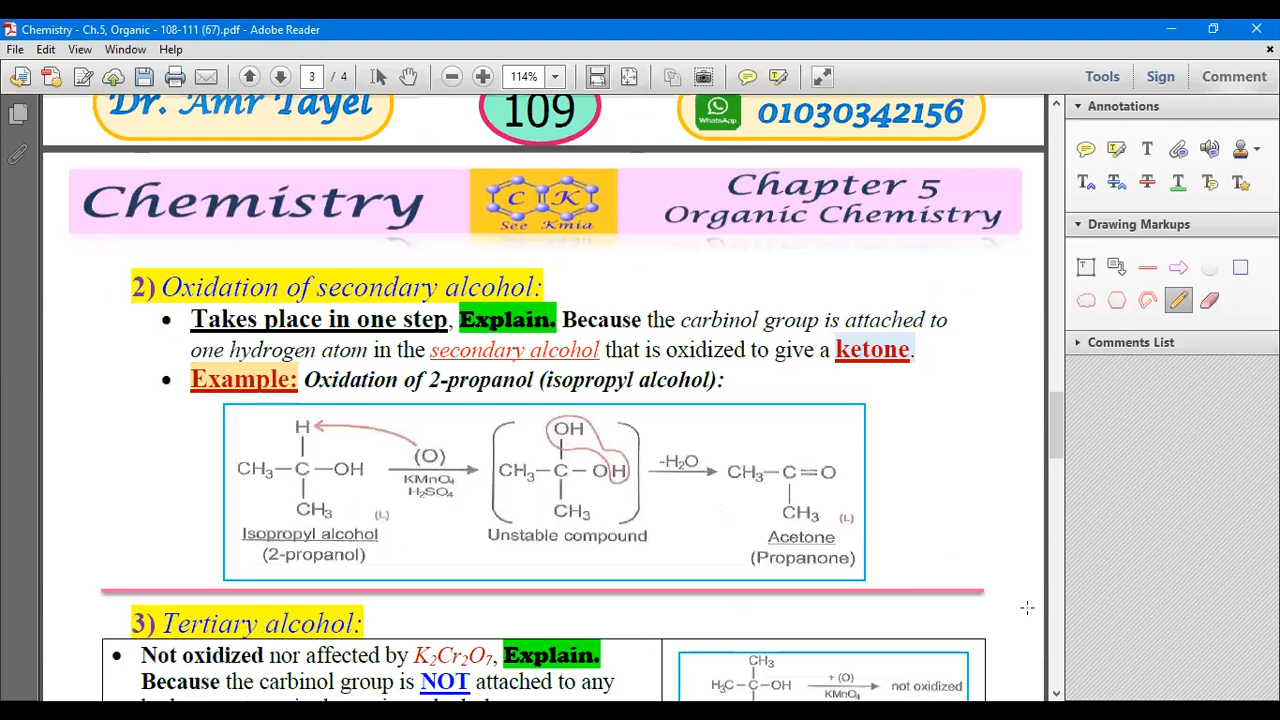 Chemistry - Ch.5, Organic - 108-111 (67).pdf - Adobe Reader
File Edit View Window Help
3 / 4 114% Tools Sign Comment
Annotations
Drawing Markups
Comments List
Dr. Amr Tayel 109 WhatsApp 01030342156
Chemistry
C K
See Kmia
Chapter 5
Organic Chemistry
2) Oxidation of secondary alcohol:
• Takes place in one step, Explain. Because the carbinol group is attached to
one hydrogen atom in the secondary alcohol that is oxidized to give a ketone.
• Example: Oxidation of 2-propanol (isopropyl alcohol):
H
CH₃–C–OH
CH₃ (L)
Isopropyl alcohol
(2-propanol)
(O)
KMnO₄
H₂SO₄
OH
CH₃–C–OH
CH₃
Unstable compound
-H₂O
CH₃–C=O
CH₃ (L)
Acetone
(Propanone)
3) Tertiary alcohol:
• Not oxidized nor affected by K₂Cr₂O₇, Explain.
Because the carbinol group is NOT attached to any
CH₃
H₃C–C–OH
+ (O)
KMnO₄
not oxidized